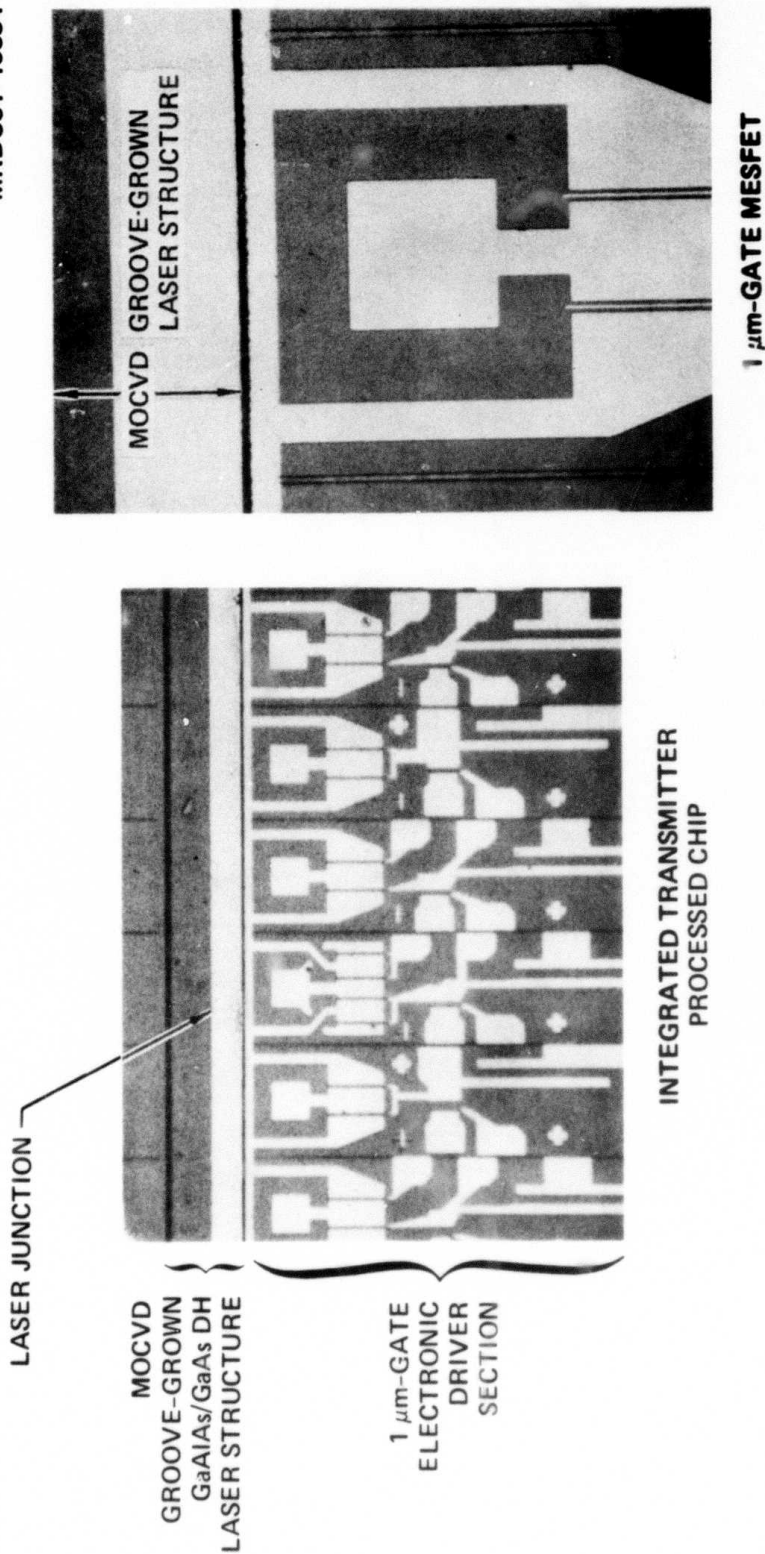 LASER JUNCTION
MOCVD
GROOVE-GROWN
GaAlAs/GaAs DH
LASER STRUCTURE
1 μm-GATE
ELECTRONIC
DRIVER
SECTION
INTEGRATED TRANSMITTER
PROCESSED CHIP
MOCVD GROOVE-GROWN
LASER STRUCTURE
1 μm-GATE MESFET